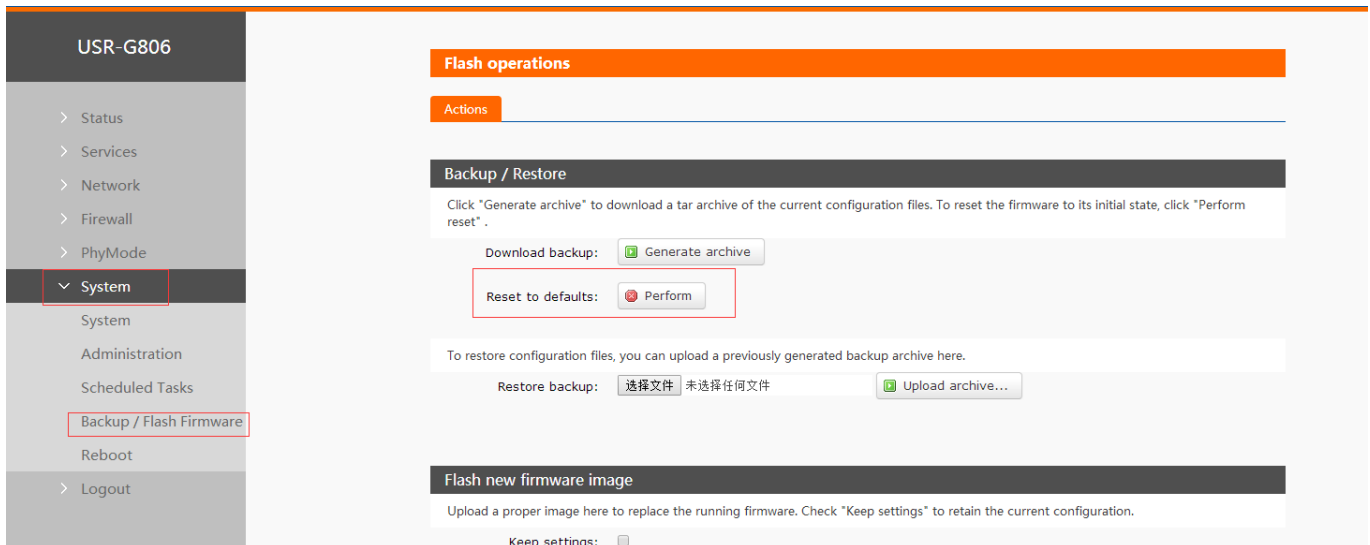 USR-G806
Status
Services
Network
Firewall
PhyMode
System
System
Administration
Scheduled Tasks
Backup / Flash Firmware
Reboot
Logout
Flash operations
Actions
Backup / Restore
Click "Generate archive" to download a tar archive of the current configuration files. To reset the firmware to its initial state, click "Perform
reset" .
Download backup: Generate archive
Reset to defaults: Perform
To restore configuration files, you can upload a previously generated backup archive here.
Restore backup: 选择文件 未选择任何文件 Upload archive...
Flash new firmware image
Upload a proper image here to replace the running firmware. Check "Keep settings" to retain the current configuration.
Keep settings: